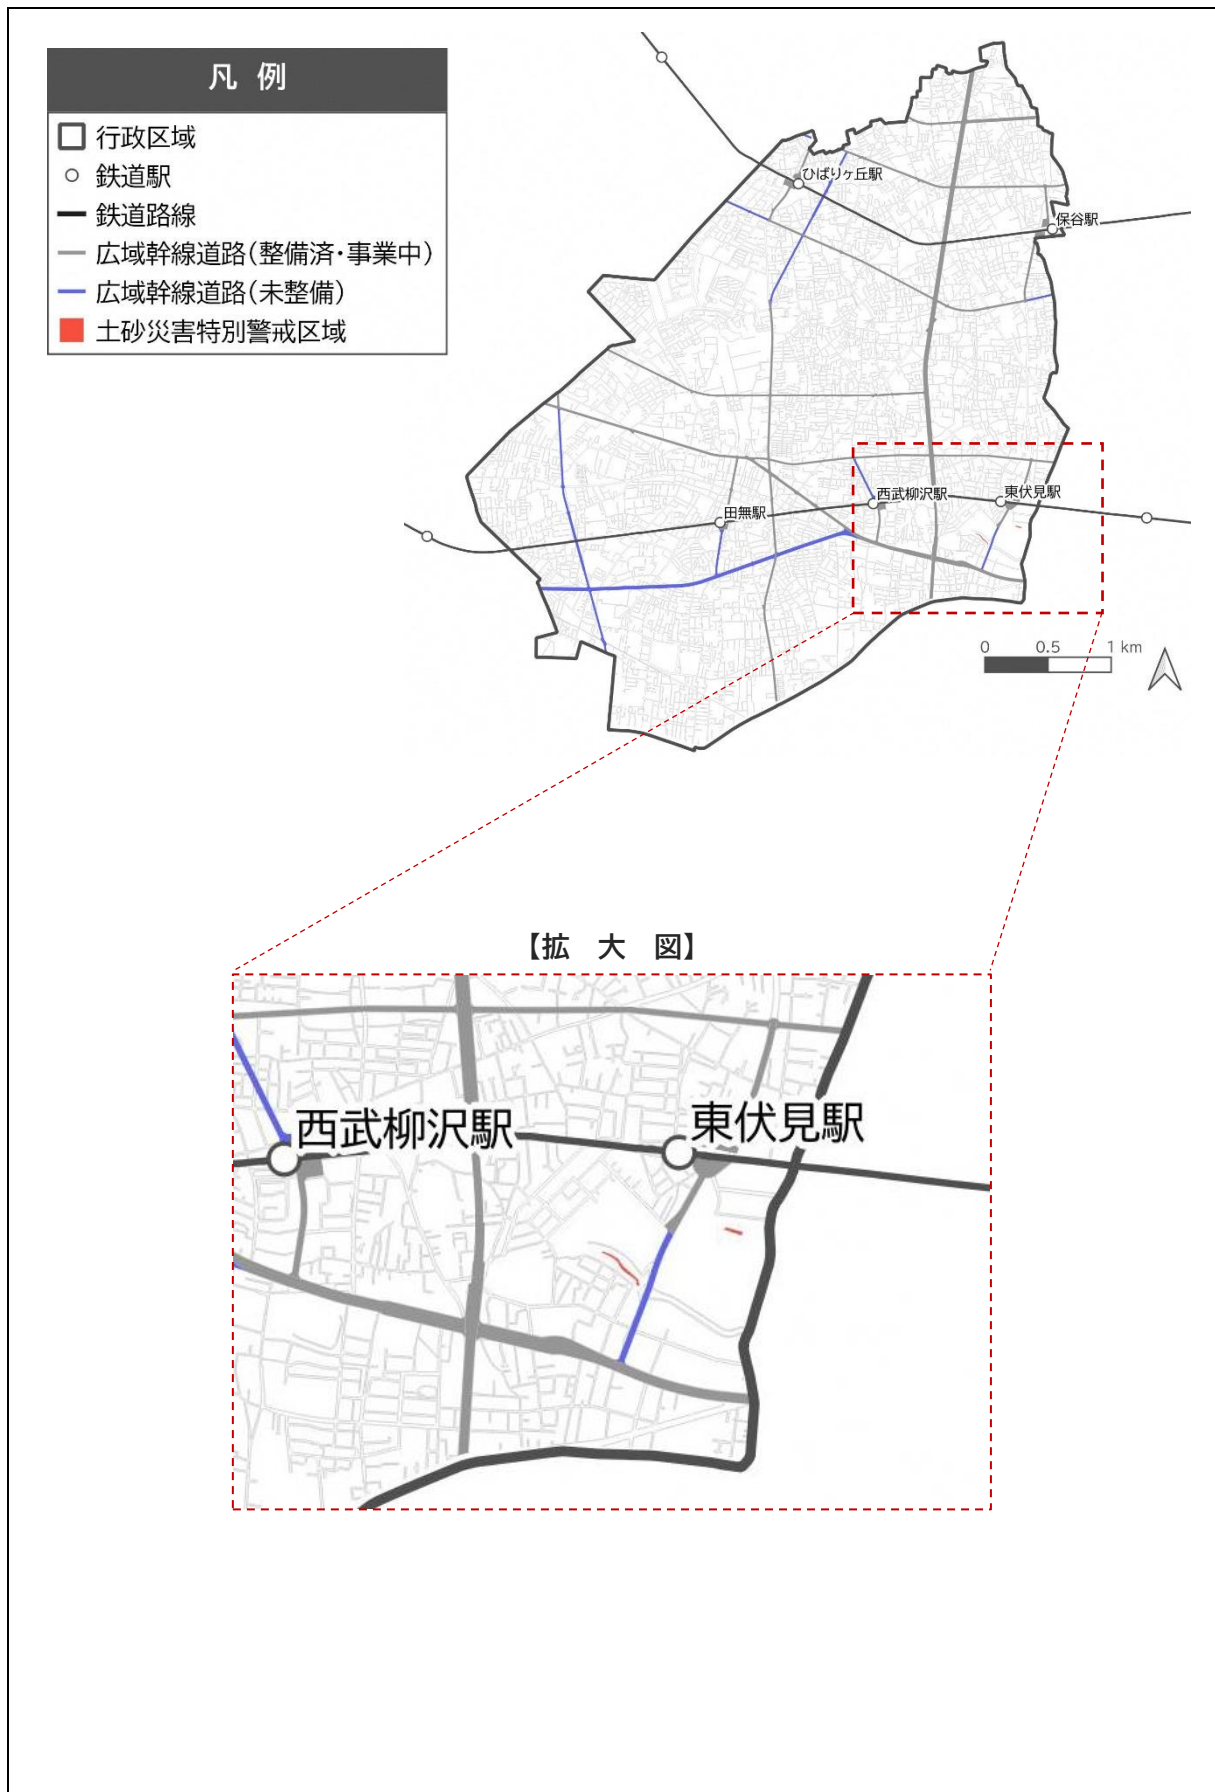 凡 例
行政区域
鉄道駅
鉄道路線
広域幹線道路(整備済・事業中)
広域幹線道路(未整備)
土砂災害特別警戒区域
ひばりヶ丘駅
保谷駅
西武柳沢駅
東伏見駅
田無駅
0 0.5 1 km
【拡 大 図】
西武柳沢駅
東伏見駅